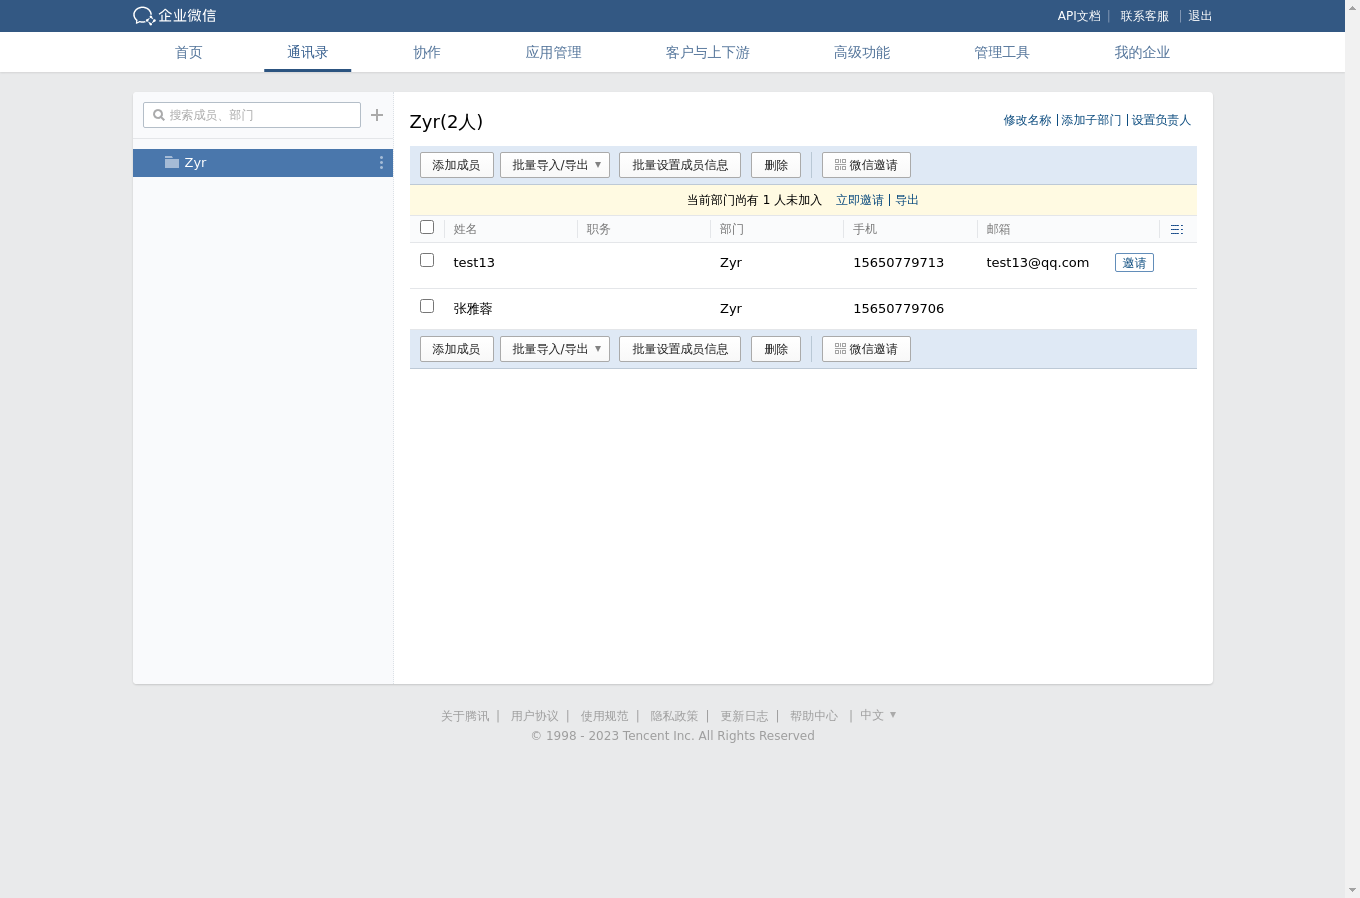 企业微信 API文档 | 联系客服 | 退出
首页 通讯录 协作 应用管理 客户与上下游 高级功能 管理工具 我的企业
搜索成员、部门
Zyr
Zyr(2人) 修改名称 | 添加子部门 | 设置负责人
添加成员 批量导入/导出 批量设置成员信息 删除 微信邀请
当前部门尚有 1 人未加入 立即邀请 | 导出
姓名 职务 部门 手机 邮箱
test13 Zyr 15650779713 test13@qq.com 邀请
张雅蓉 Zyr 15650779706
添加成员 批量导入/导出 批量设置成员信息 删除 微信邀请
关于腾讯 | 用户协议 | 使用规范 | 隐私政策 | 更新日志 | 帮助中心 | 中文
© 1998 - 2023 Tencent Inc. All Rights Reserved